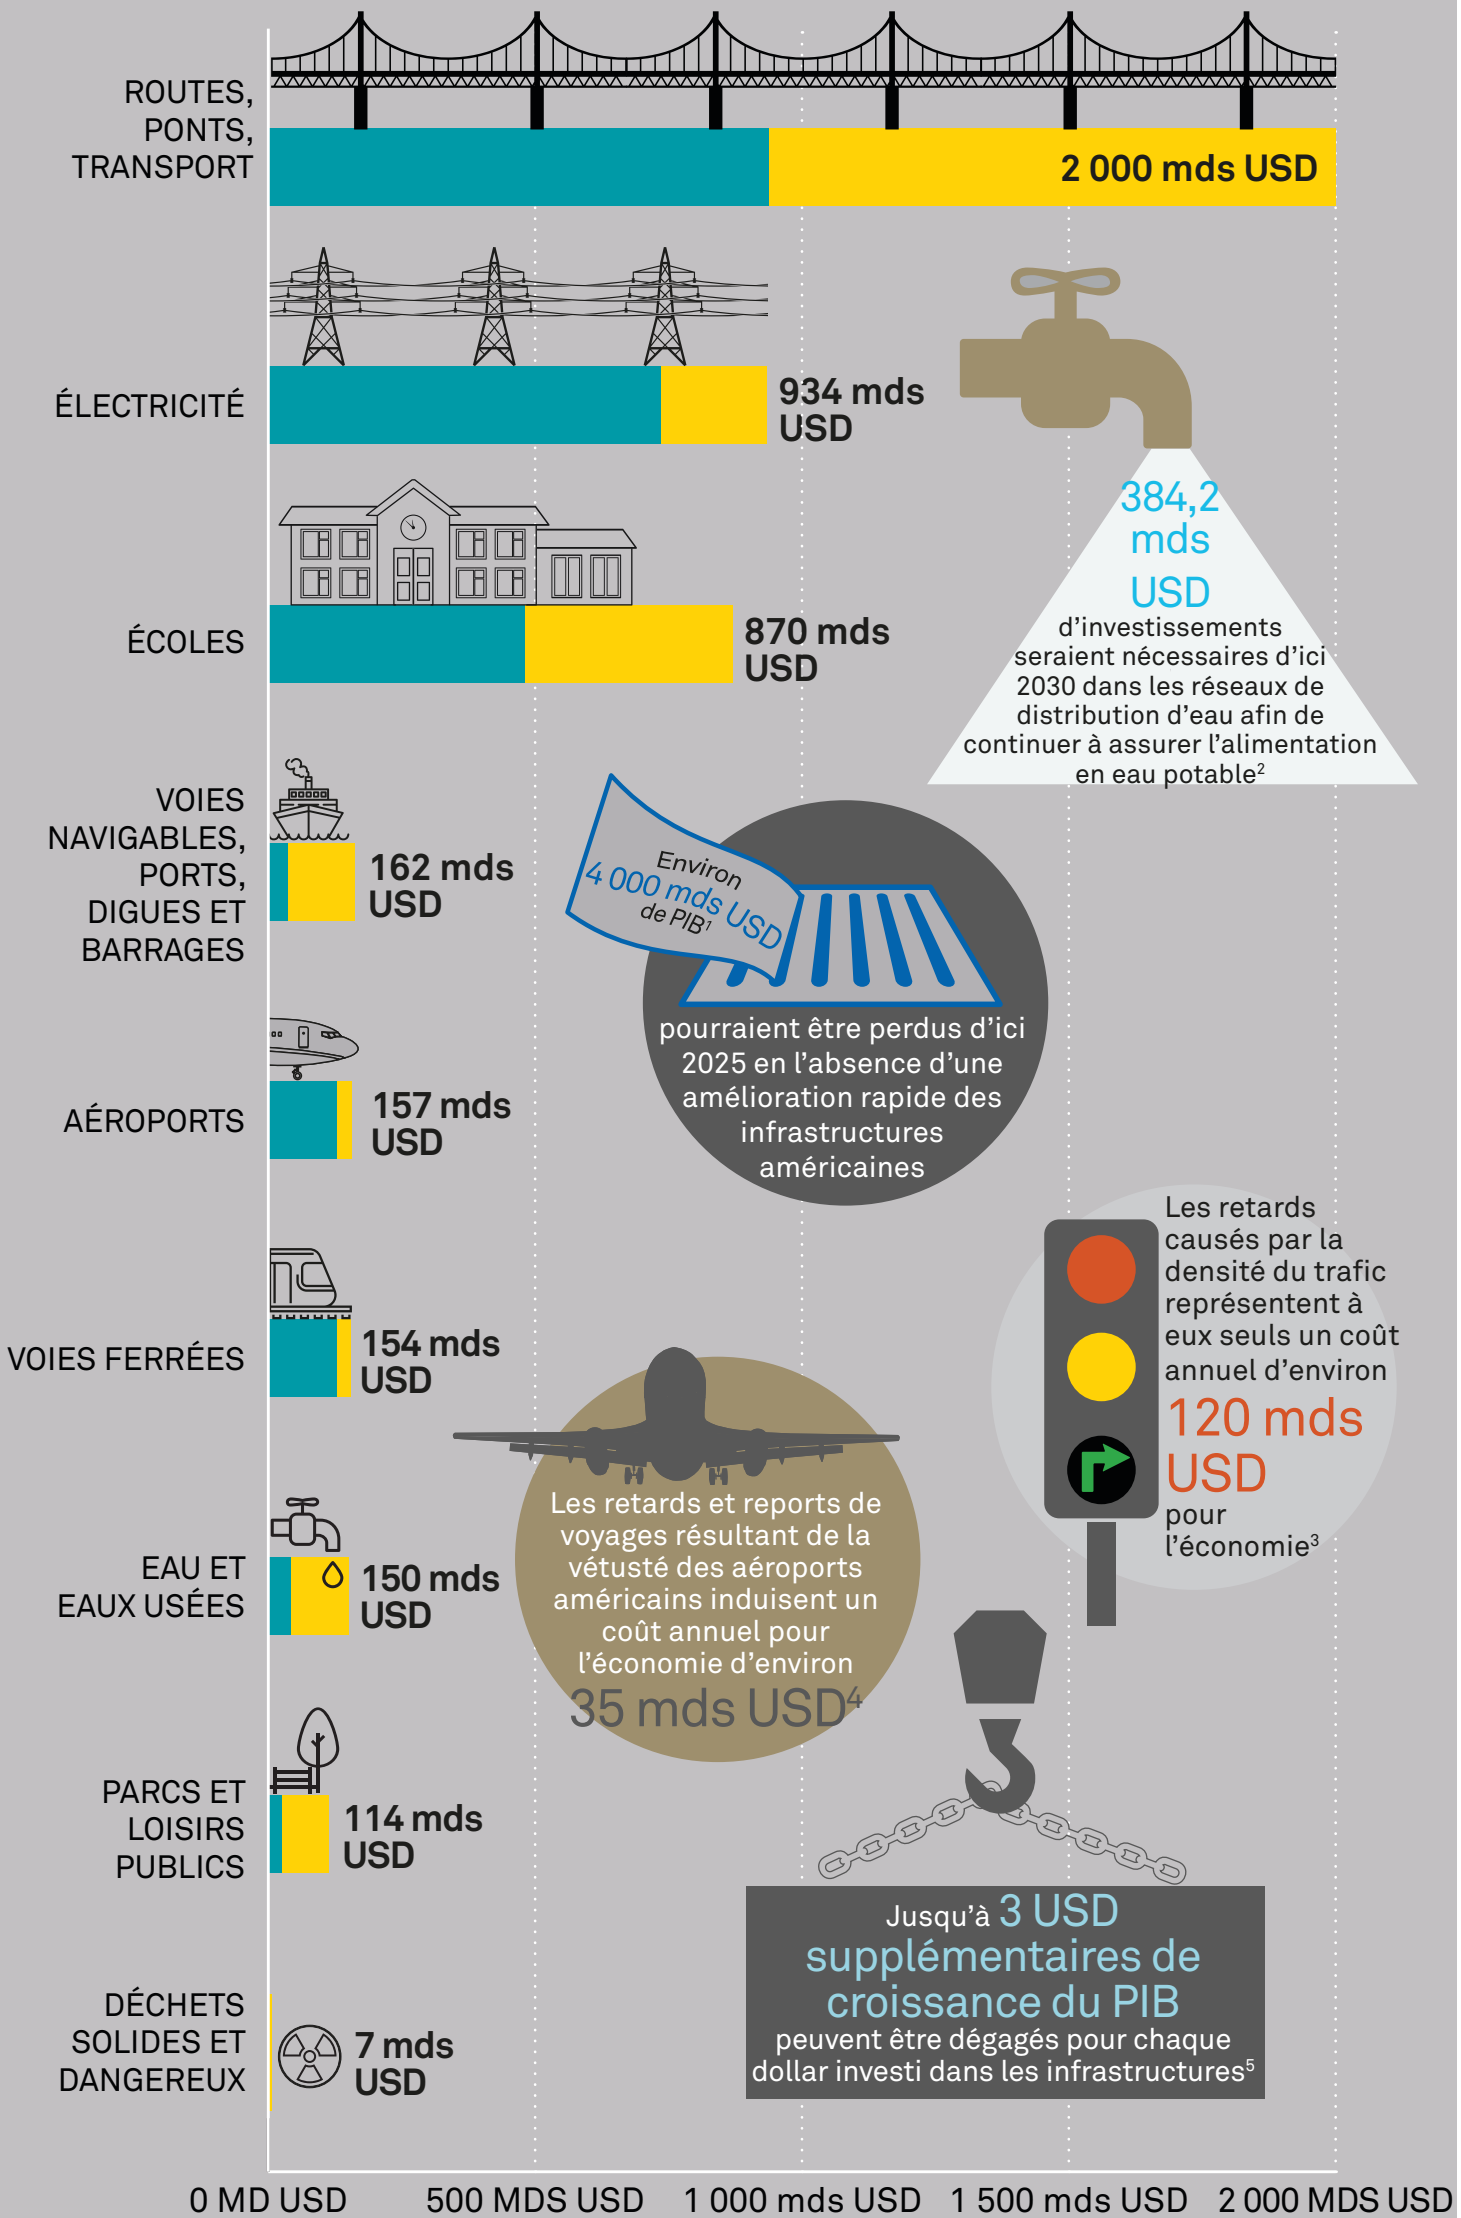 ROUTES,
PONTS,
TRANSPORT
2 000 mds USD
ÉLECTRICITÉ
934 mds
USD
384,2
mds
USD
d'investissements
seraient nécessaires d'ici
2030 dans les réseaux de
distribution d'eau afin de
continuer à assurer l'alimentation
en eau potable²
ÉCOLES
870 mds
USD
VOIES
NAVIGABLES,
PORTS,
DIGUES ET
BARRAGES
162 mds
USD
Environ
4 000 mds USD
de PIB¹
pourraient être perdus d'ici
2025 en l'absence d'une
amélioration rapide des
infrastructures
américaines
AÉROPORTS
157 mds
USD
Les retards
causés par la
densité du trafic
représentent à
eux seuls un coût
annuel d'environ
120 mds
USD
pour
l'économie³
VOIES FERRÉES
154 mds
USD
Les retards et reports de
voyages résultant de la
vétusté des aéroports
américains induisent un
coût annuel pour
l'économie d'environ
35 mds USD⁴
EAU ET
EAUX USÉES
150 mds
USD
PARCS ET
LOISIRS
PUBLICS
114 mds
USD
Jusqu'à 3 USD
supplémentaires de
croissance du PIB
peuvent être dégagés pour chaque
dollar investi dans les infrastructures⁵
DÉCHETS
SOLIDES ET
DANGEREUX
7 mds
USD
0 MD USD 500 MDS USD 1 000 mds USD 1 500 mds USD 2 000 MDS USD